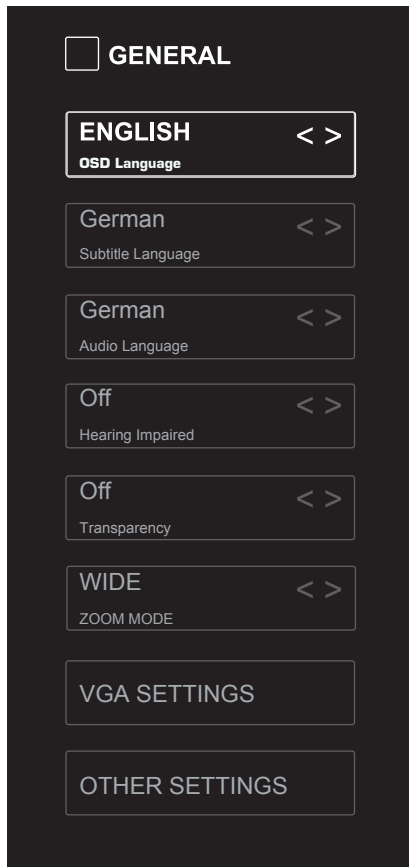 GENERAL
ENGLISH < >
OSD Language
German < >
Subtitle Language
German < >
Audio Language
Off < >
Hearing Impaired
Off < >
Transparency
WIDE < >
ZOOM MODE
VGA SETTINGS
OTHER SETTINGS